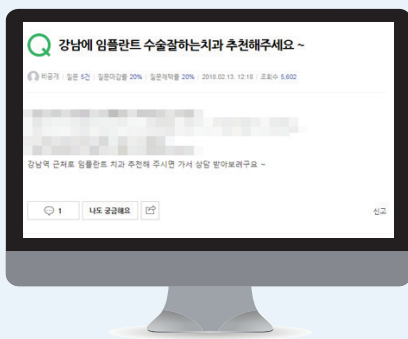 Q 강남에 임플란트 수술잘하는치과 추천해주세요 ~
비공개 질문 5건 질문마감률 20% 질문채택률 20% 2018.02.13. 12:18 조회수 5,602
강남역 근처로 임플란트 치과 추천해 주시면 가서 상담 받아보려구요 ~
1 나도 궁금해요 신고